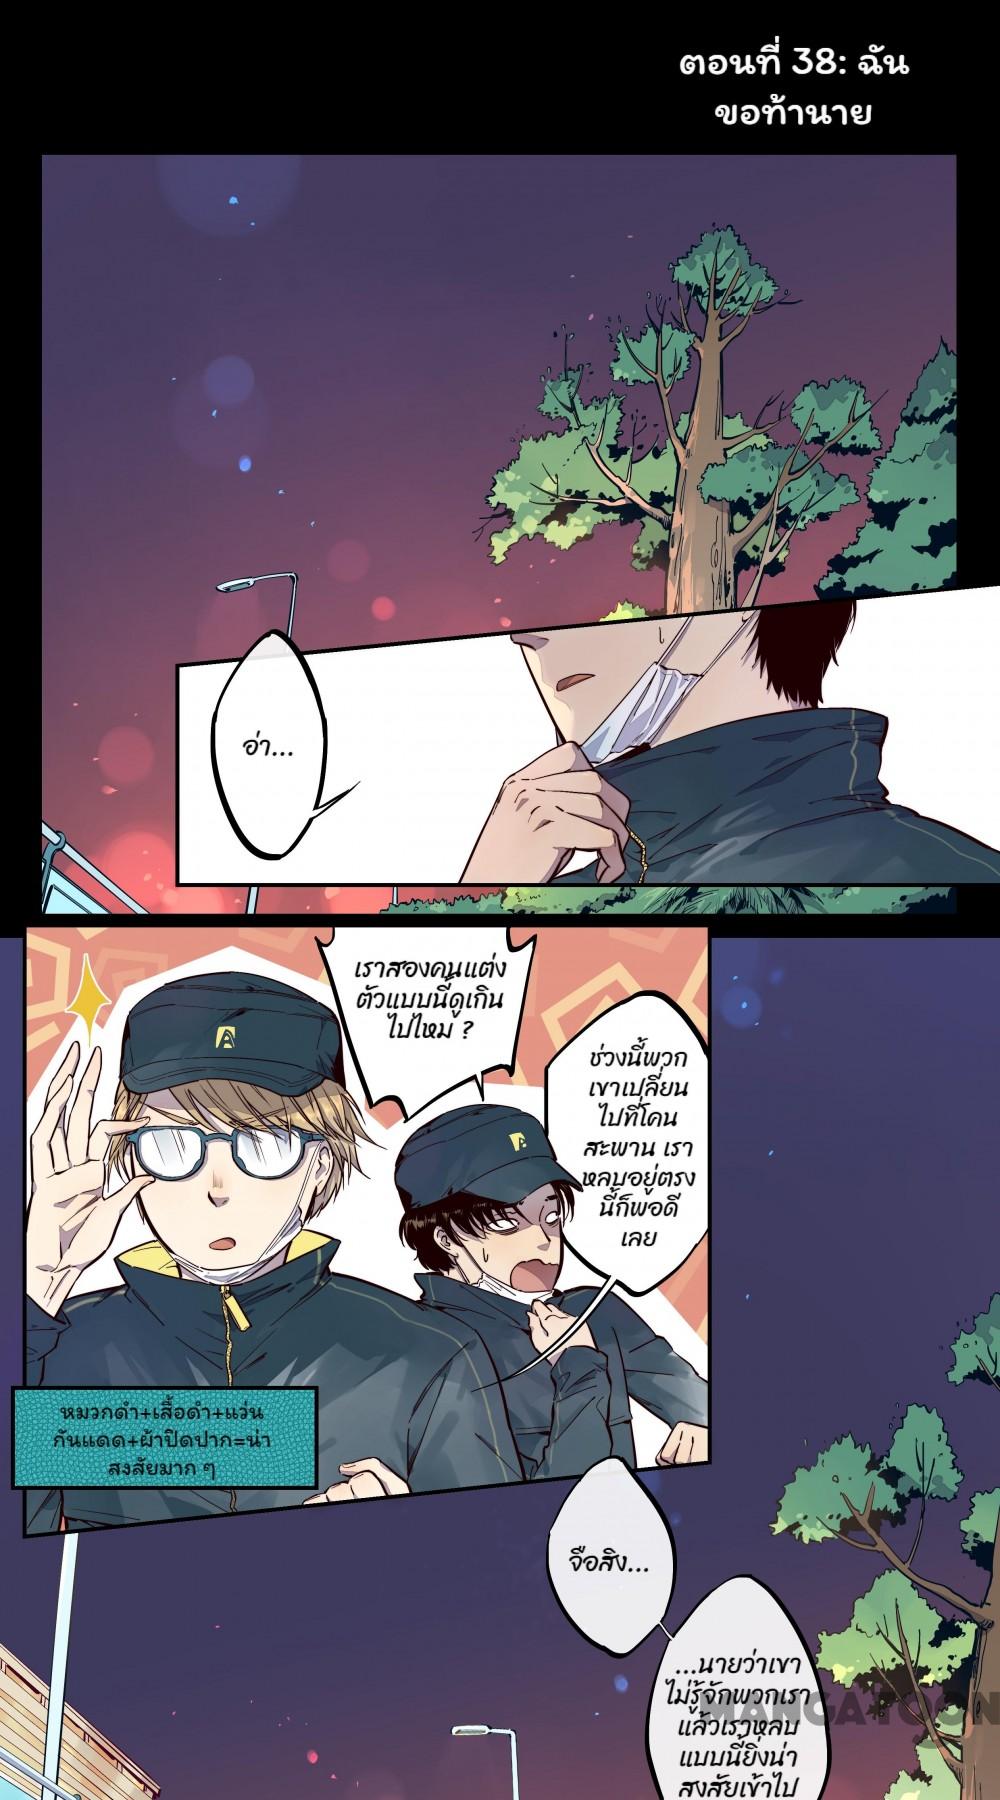 ตอนที่ 38: ฉัน
ขอท้านาย
อ่า...
เราสองคนแต่ง
ตัวแบบนี้ดูเกิน
ไปไหม ?
ช่วงนี้พวก
เขาเปลี่ยน
ไปที่โคน
สะพาน เรา
หลบอยู่ตรง
นี้ก็พอดี
เลย
หมวกดำ+เสื้อดำ+แว่น
กันแดด+ผ้าปิดปาก=น่า
สงสัยมาก ๆ
จือสิง...
...นายว่าเขา
ไม่รู้จักพวกเรา
แล้วเราหลบ
แบบนี้ยิ่งน่า
สงสัยเข้าไป
MANGATOON